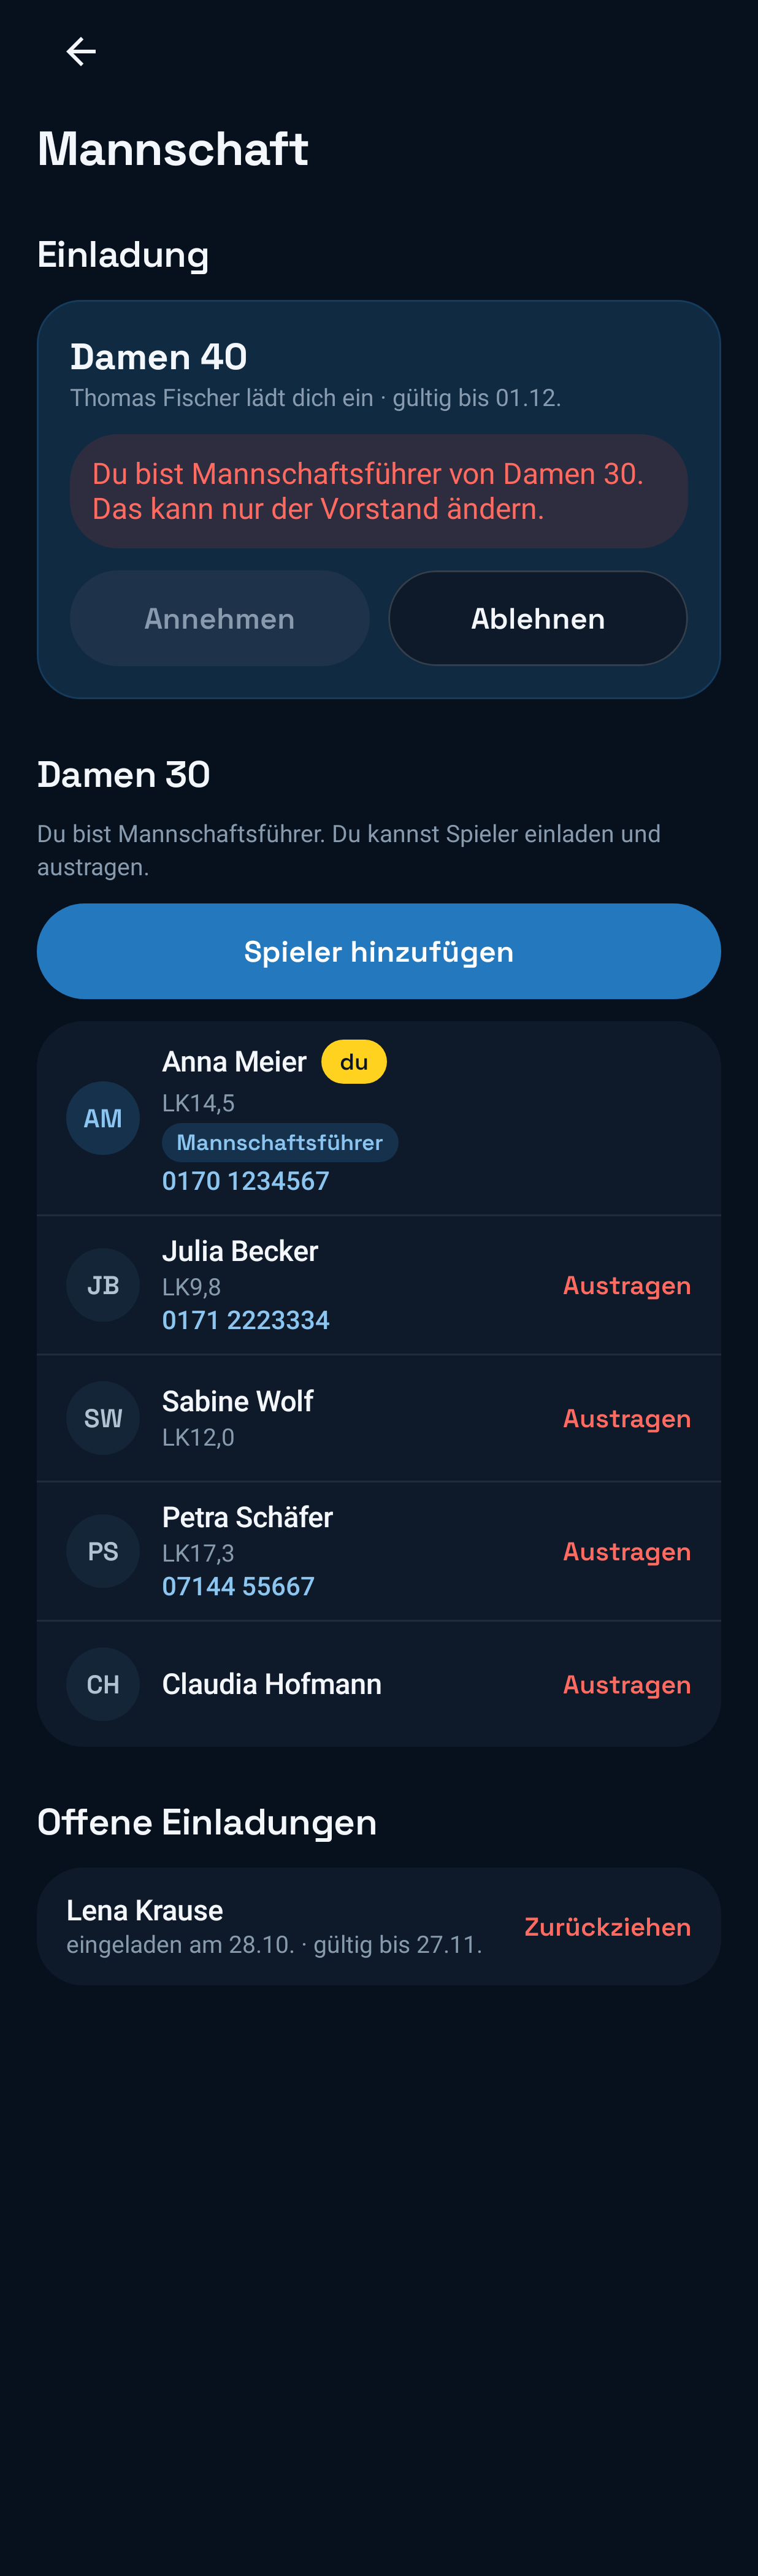 Mannschaft
Einladung
Damen 40
Thomas Fischer lädt dich ein · gültig bis 01.12.
Du bist Mannschaftsführer von Damen 30.
Das kann nur der Vorstand ändern.
Annehmen
Ablehnen
Damen 30
Du bist Mannschaftsführer. Du kannst Spieler einladen und
austragen.
Spieler hinzufügen
Anna Meier du
AM
LK14,5
Mannschaftsführer
0170 1234567
Julia Becker
JB
LK9,8
Austragen
0171 2223334
Sabine Wolf
SW
Austragen
LK12,0
Petra Schäfer
PS
LK17,3
Austragen
07144 55667
CH
Claudia Hofmann
Austragen
Offene Einladungen
Lena Krause
eingeladen am 28.10. · gültig bis 27.11.
Zurückziehen